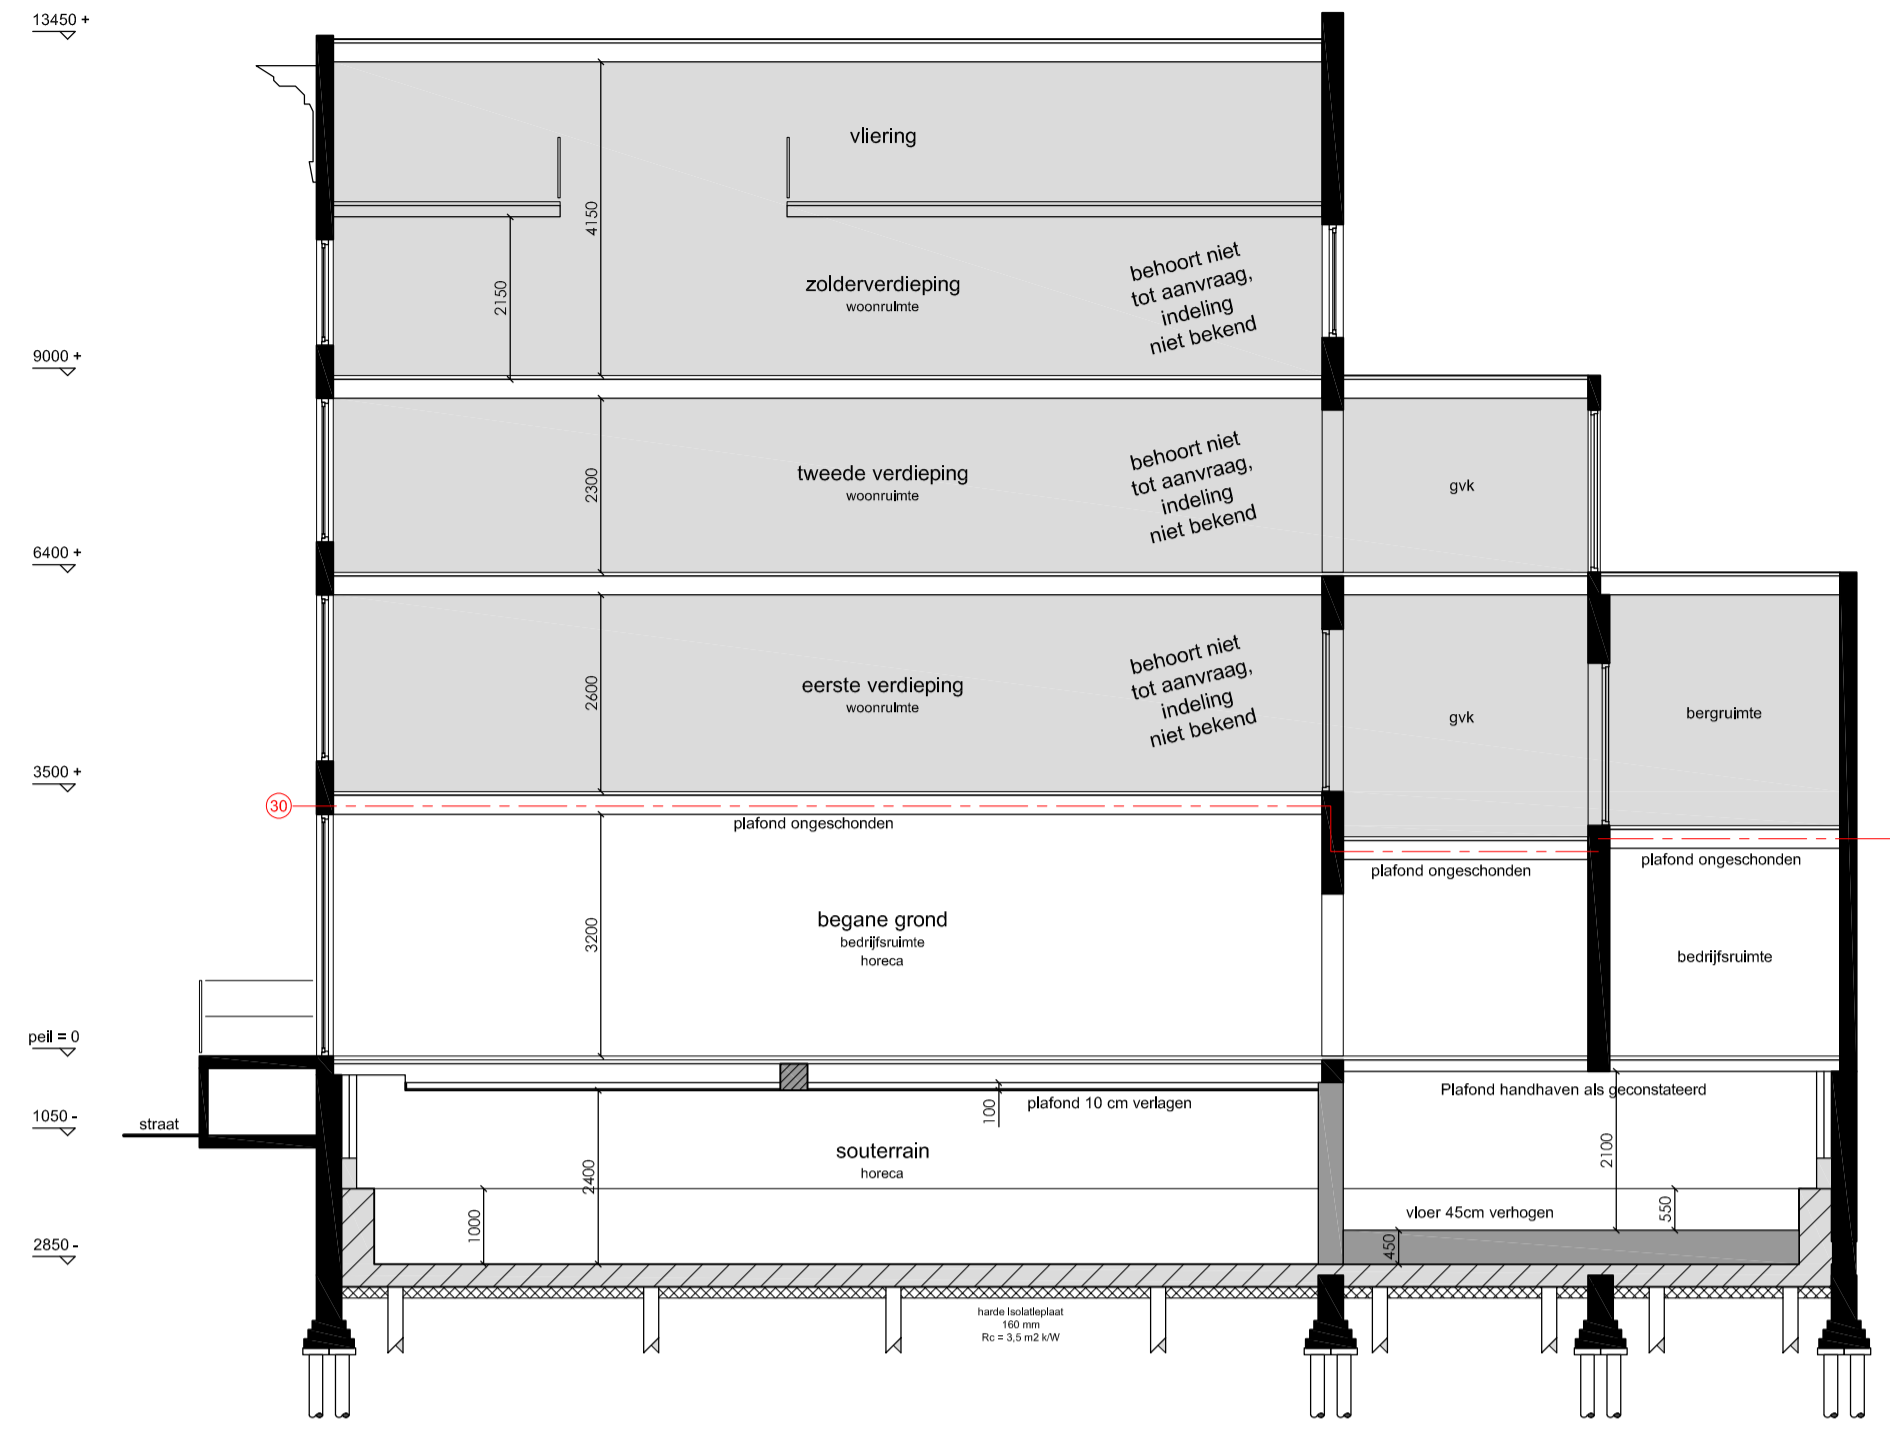 13450 +
vliering
4150
2150
zolderverdieping
woonruimte
behoort niet
tot aanvraag,
indeling
niet bekend
9000 +
2300
tweede verdieping
woonruimte
behoort niet
tot aanvraag,
indeling
niet bekend
gvk
6400 +
2600
eerste verdieping
woonruimte
behoort niet
tot aanvraag,
indeling
niet bekend
gvk
bergruimte
3500 +
30
plafond ongeschonden
plafond ongeschonden
plafond ongeschonden
3200
begane grond
bedrijfsruimte
horeca
bedrijfsruimte
peil = 0
1050 -
straat
100
plafond 10 cm verlagen
Plafond handhaven als geconstateerd
2400
souterrain
horeca
2100
1000
vloer 45cm verhogen
550
450
2850 -
harde Isolatieplaat
160 mm
Rc = 3,5 m2 k/W